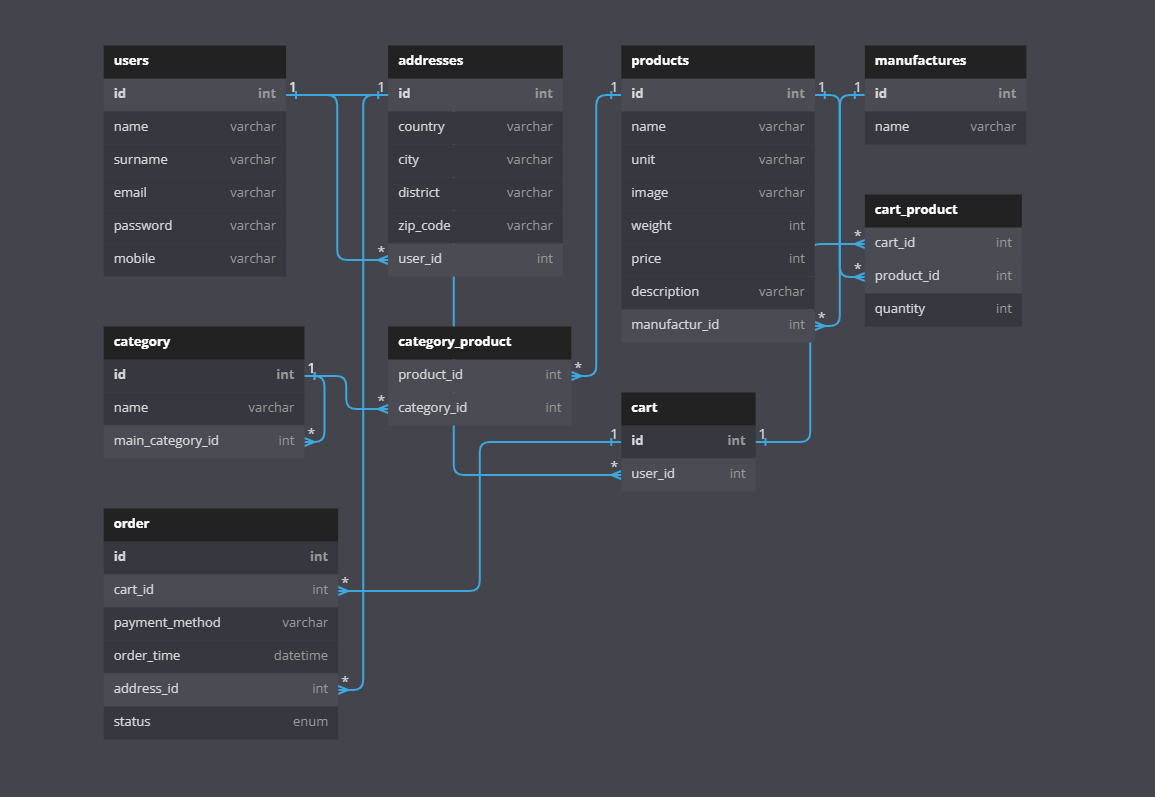 users
id int
name varchar
surname varchar
email varchar
password varchar
mobile varchar
1
addresses
1
id int
country varchar
city varchar
district varchar
zip_code varchar
*
user_id int
products
1
id int
1
name varchar
unit varchar
image varchar
weight int
price int
description varchar
manufactur_id int
*
manufactures
1
id int
name varchar
cart_product
*
cart_id int
*
product_id int
quantity int
category
id int
1
name varchar
main_category_id int
*
category_product
product_id int
*
*
category_id int
cart
1
id int
1
*
user_id int
order
id int
cart_id int
*
payment_method varchar
order_time datetime
address_id int
*
status enum